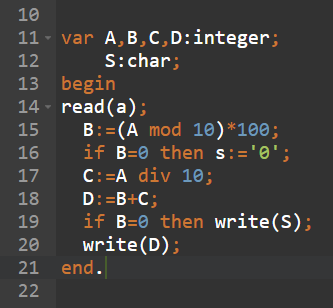 10
11 var A,B,C,D:integer;
12 S:char;
13 begin
14 read(a);
15 B:=(A mod 10)*100;
16 if B=0 then s:='0';
17 C:=A div 10;
18 D:=B+C;
19 if B=0 then write(S);
20 write(D);
21 end.
22